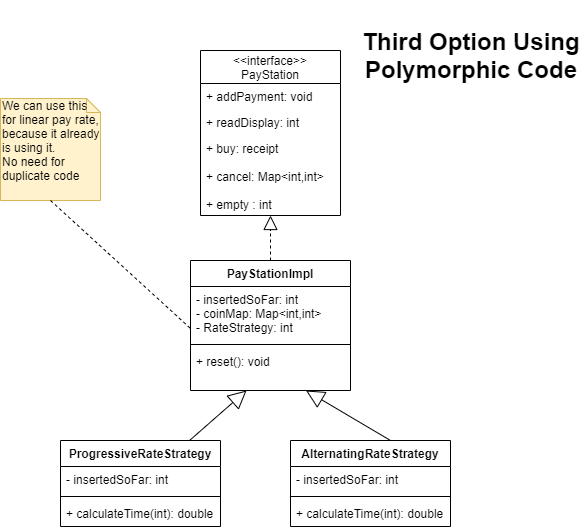 Third Option Using
Polymorphic Code
<<interface>>
PayStation
+ addPayment: void
+ readDisplay: int
+ buy: receipt
+ cancel: Map<int,int>
+ empty : int
We can use this
for linear pay rate,
because it already
is using it.
No need for
duplicate code
PayStationImpl
- insertedSoFar: int
- coinMap: Map<int,int>
- RateStrategy: int
+ reset(): void
ProgressiveRateStrategy
- insertedSoFar: int
+ calculateTime(int): double
AlternatingRateStrategy
- insertedSoFar: int
+ calculateTime(int): double